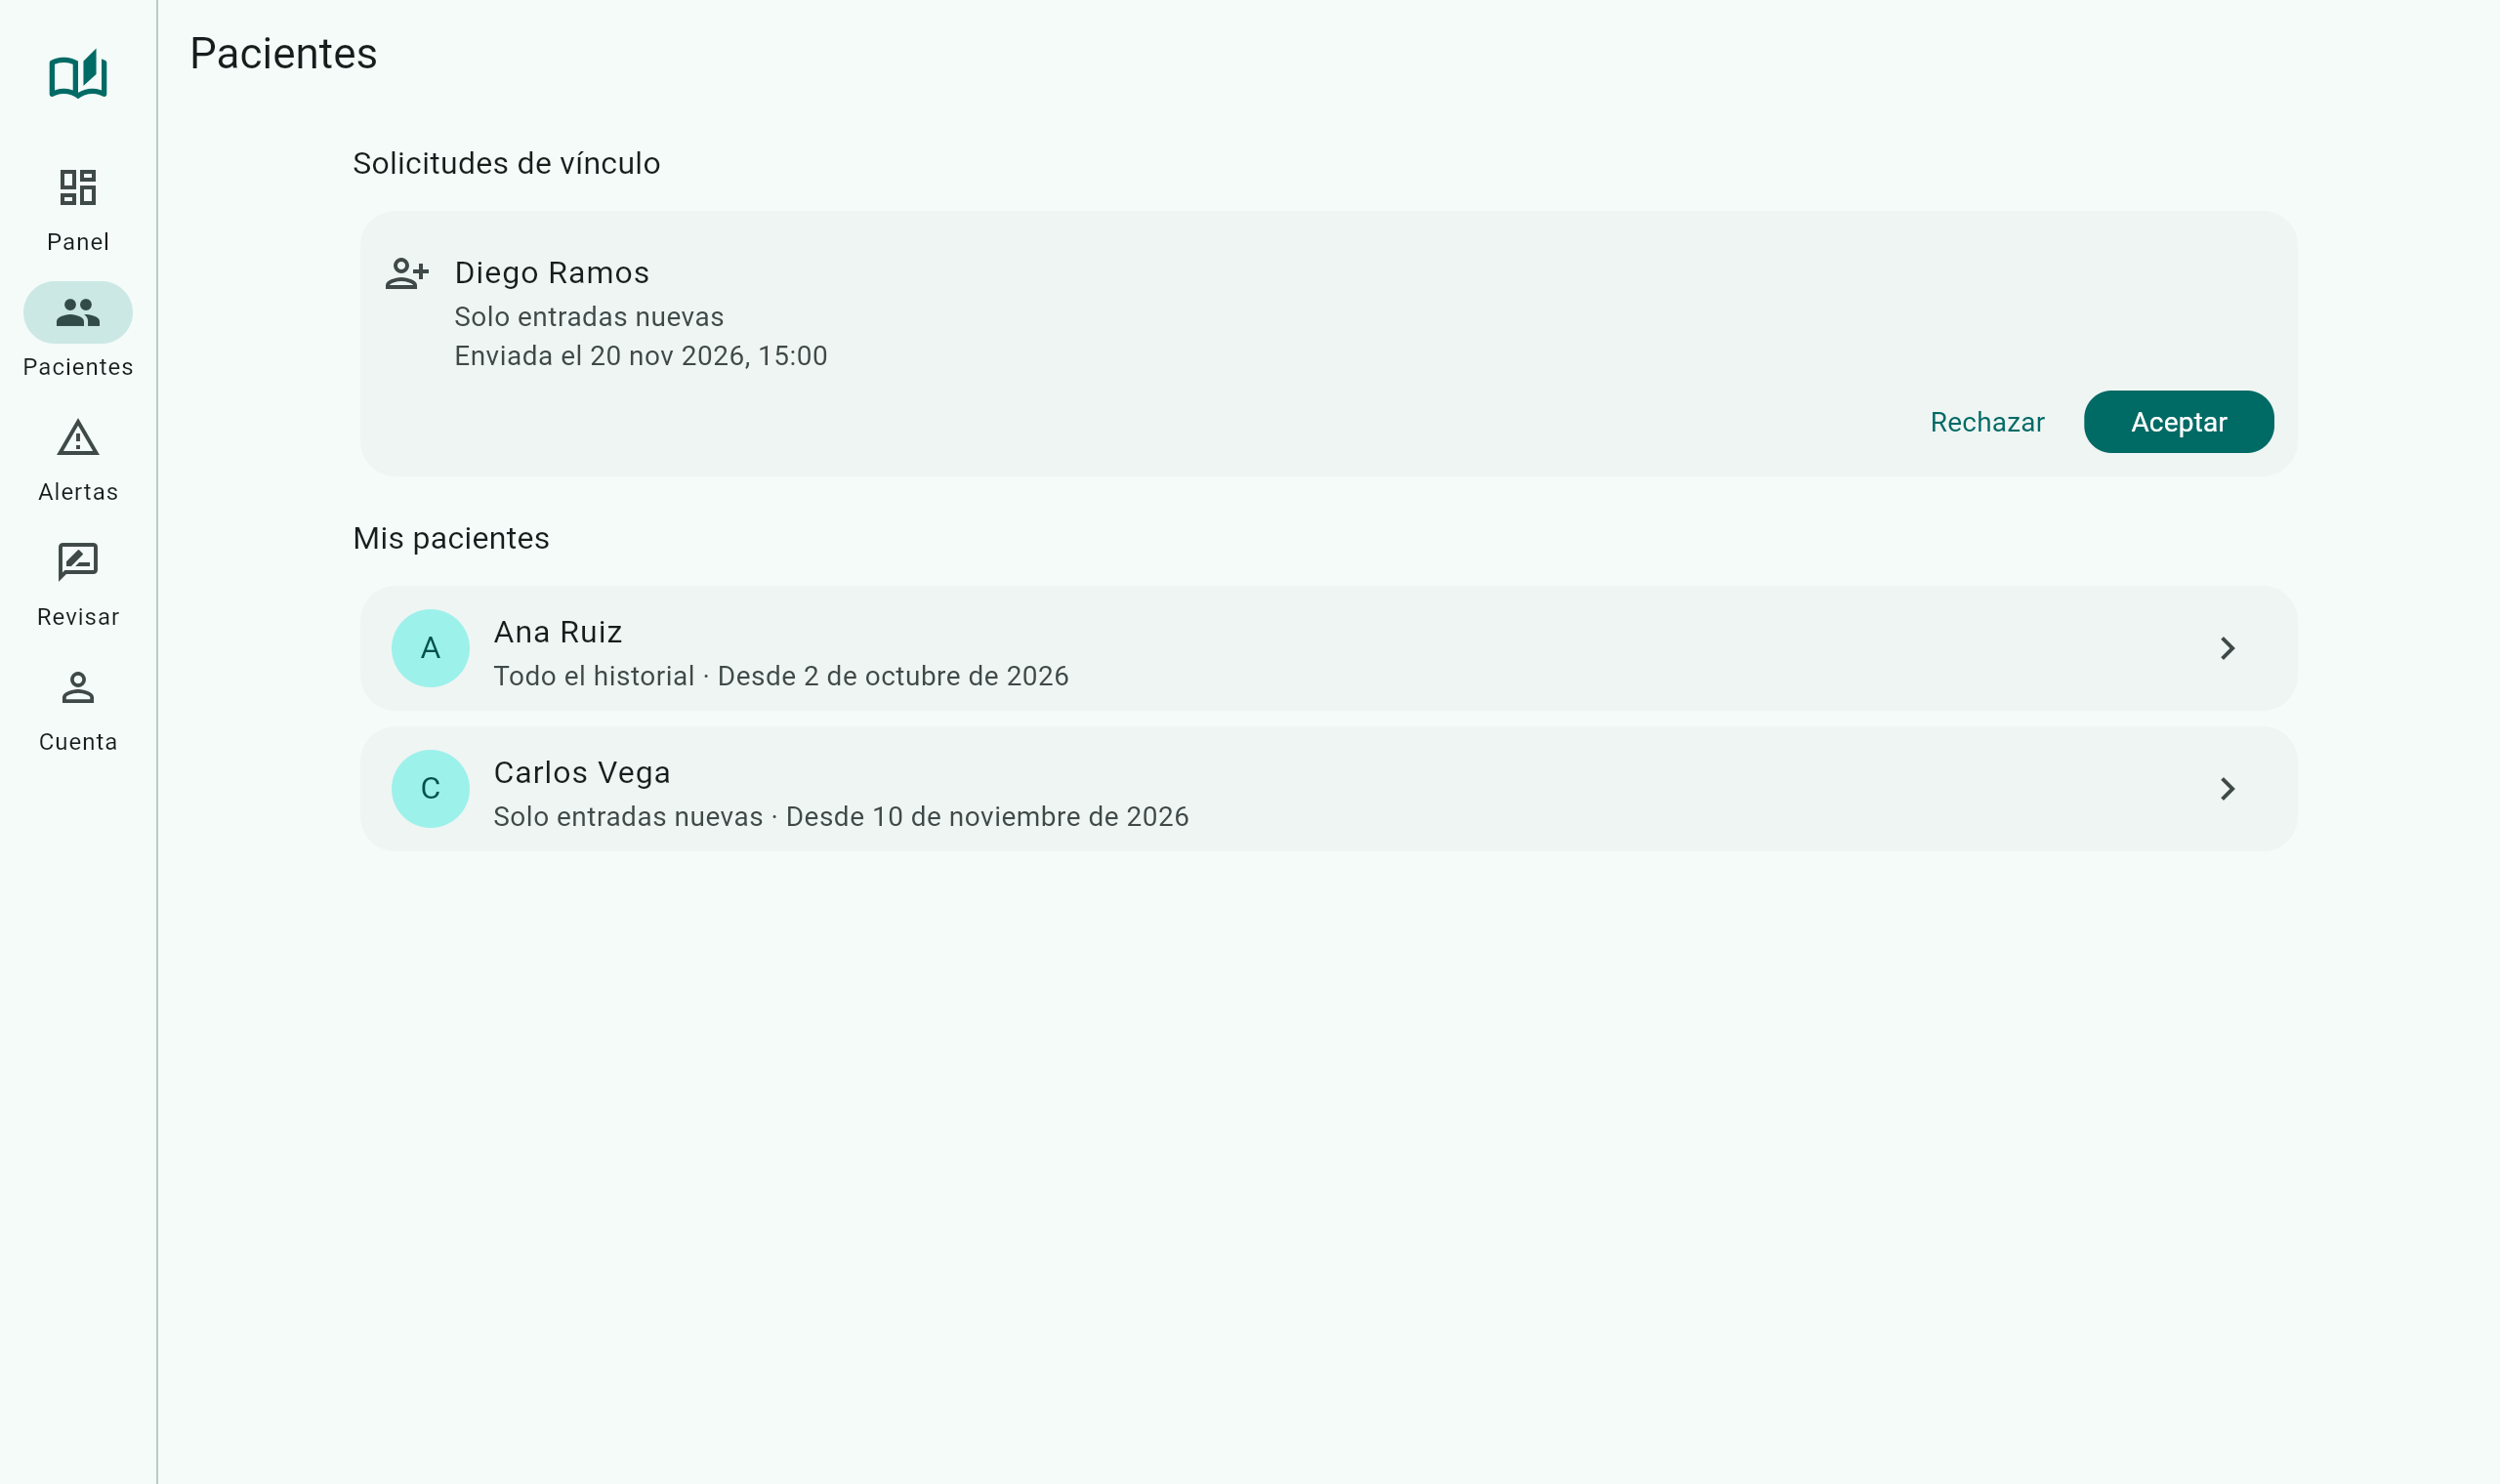 Pacientes
Panel
Pacientes
Alertas
Revisar
Cuenta
Solicitudes de vínculo
Diego Ramos
Solo entradas nuevas
Enviada el 20 nov 2026, 15:00
Rechazar
Aceptar
Mis pacientes
A
Ana Ruiz
Todo el historial · Desde 2 de octubre de 2026
C
Carlos Vega
Solo entradas nuevas · Desde 10 de noviembre de 2026